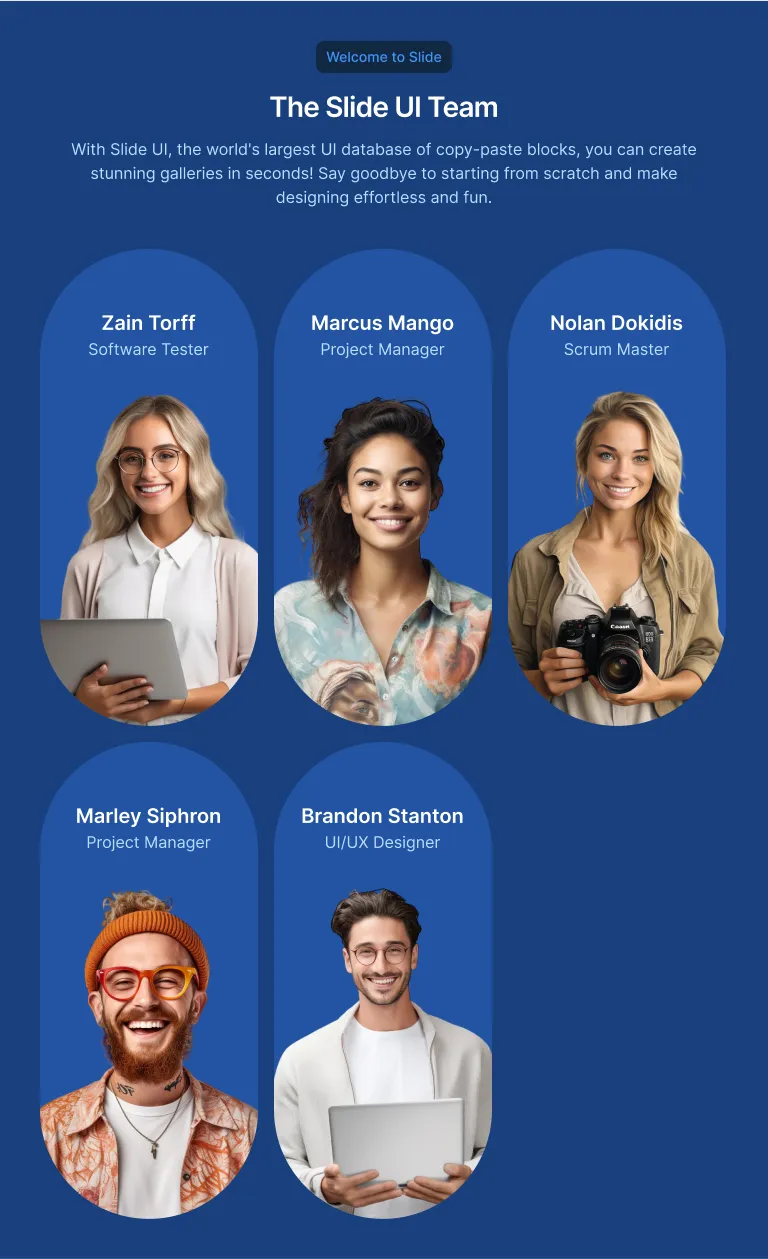 Welcome to Slide
The Slide UI Team
With Slide UI, the world's largest UI database of copy-paste blocks, you can create
stunning galleries in seconds! Say goodbye to starting from scratch and make
designing effortless and fun.
Zain Torff
Software Tester
Marcus Mango
Project Manager
Nolan Dokidis
Scrum Master
Canon
Marley Siphron
Project Manager
Brandon Stanton
UI/UX Designer